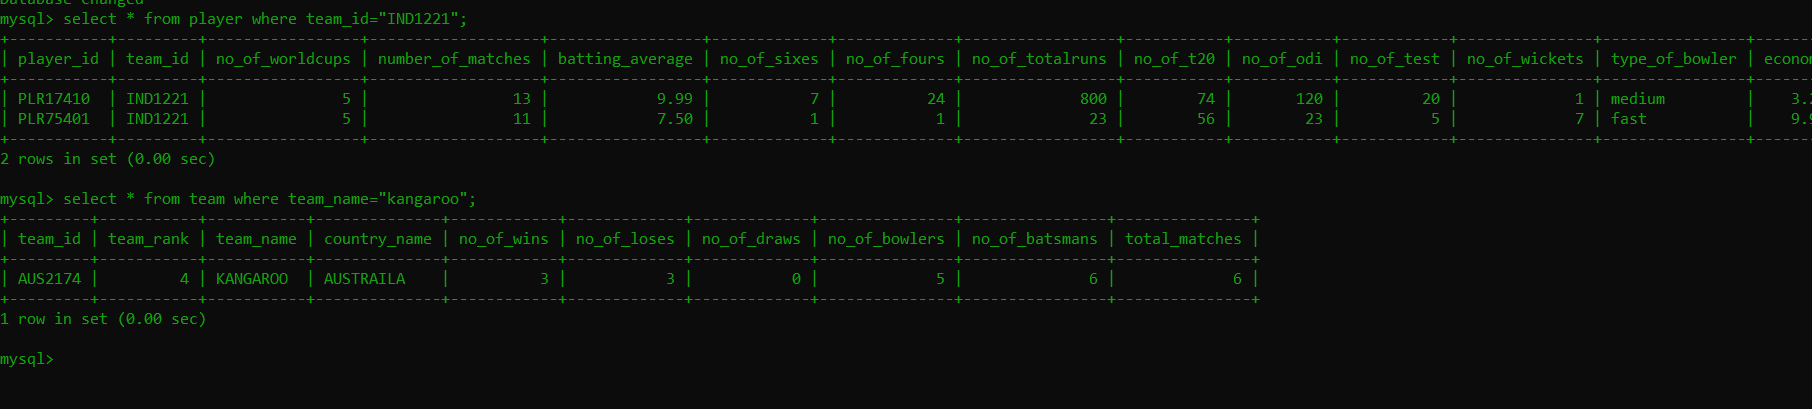 Database changed
mysql> select * from player where team_id="IND1221";
+---------+---------+-----------------+-------------------+-----------------+-------------+-------------+-----------------+-----------+-----------+------------+---------------+----------------+------
| player_id | team_id | no_of_worldcups | number_of_matches | batting_average | no_of_sixes | no_of_fours | no_of_totalruns | no_of_t20 | no_of_odi | no_of_test | no_of_wickets | type_of_bowler | econo
+---------+---------+-----------------+-------------------+-----------------+-------------+-------------+-----------------+-----------+-----------+------------+---------------+----------------+------
| PLR17410 | IND1221 | 5 | 13 | 9.99 | 7 | 24 | 800 | 74 | 120 | 20 | 1 | medium | 3.2
| PLR75401 | IND1221 | 5 | 11 | 7.50 | 1 | 1 | 23 | 56 | 23 | 5 | 7 | fast | 9.9
+---------+---------+-----------------+-------------------+-----------------+-------------+-------------+-----------------+-----------+-----------+------------+---------------+----------------+------
2 rows in set (0.00 sec)
mysql> select * from team where team_name="kangaroo";
+---------+-----------+-----------+--------------+------------+-------------+-------------+---------------+----------------+---------------+
| team_id | team_rank | team_name | country_name | no_of_wins | no_of_loses | no_of_draws | no_of_bowlers | no_of_batsmans | total_matches |
+---------+-----------+-----------+--------------+------------+-------------+-------------+---------------+----------------+---------------+
| AUS2174 | 4 | KANGAROO | AUSTRAILA | 3 | 3 | 0 | 5 | 6 | 6 |
+---------+-----------+-----------+--------------+------------+-------------+-------------+---------------+----------------+---------------+
1 row in set (0.00 sec)
mysql>